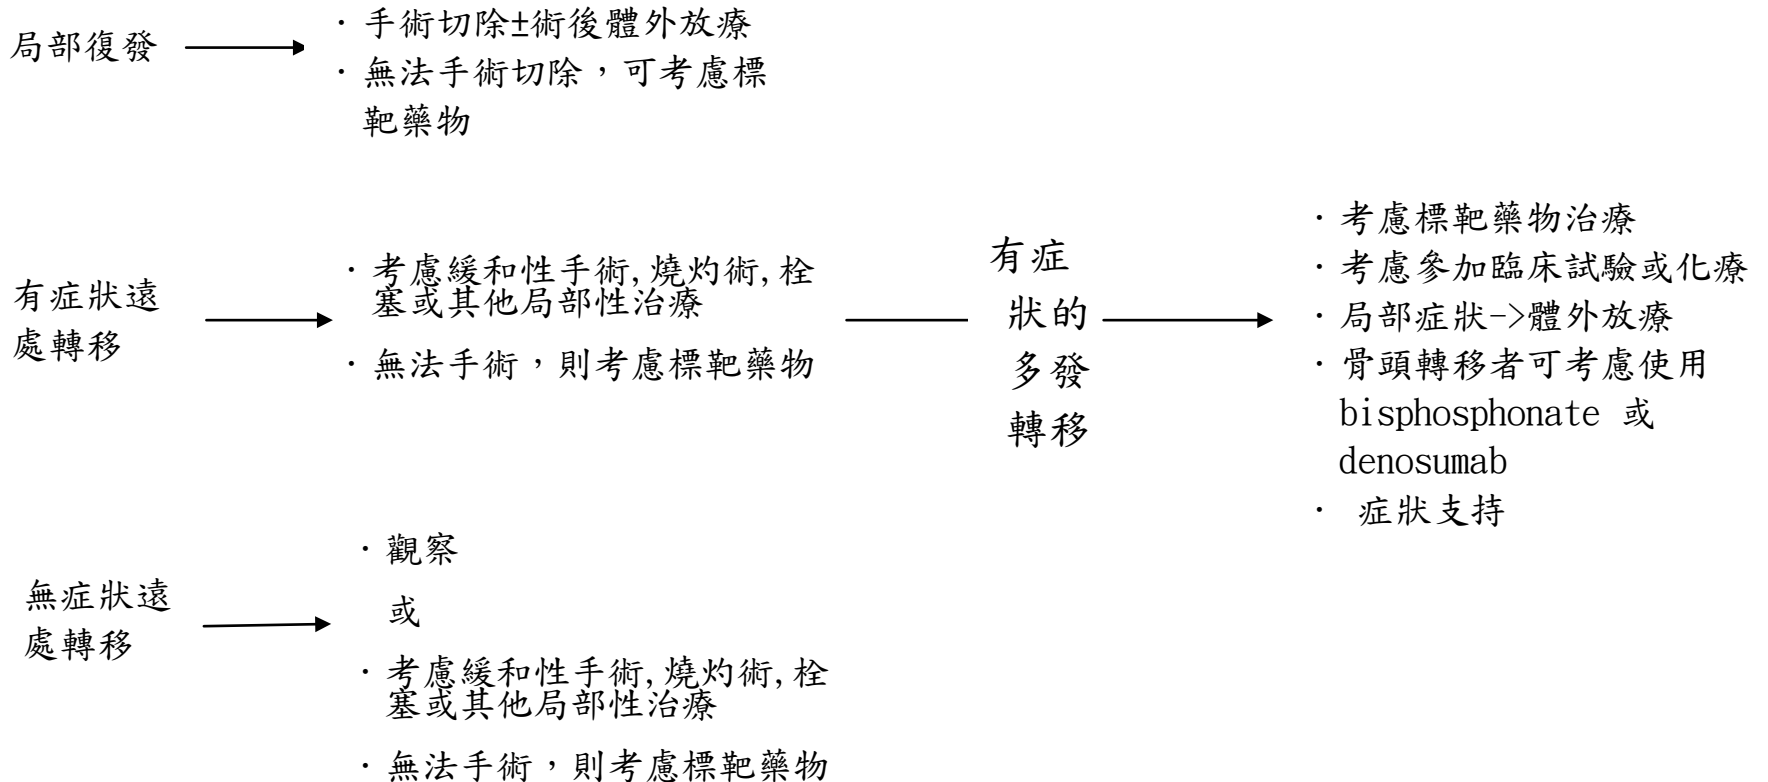 局部復發
· 手術切除±術後體外放療
· 無法手術切除，可考慮標
靶藥物
有症狀遠
處轉移
· 考慮緩和性手術,燒灼術,栓
塞或其他局部性治療
· 無法手術，則考慮標靶藥物
有症
狀的
多發
轉移
· 考慮標靶藥物治療
· 考慮參加臨床試驗或化療
· 局部症狀->體外放療
· 骨頭轉移者可考慮使用
bisphosphonate 或
denosumab
· 症狀支持
無症狀遠
處轉移
· 觀察
或
· 考慮緩和性手術,燒灼術,栓
塞或其他局部性治療
· 無法手術，則考慮標靶藥物